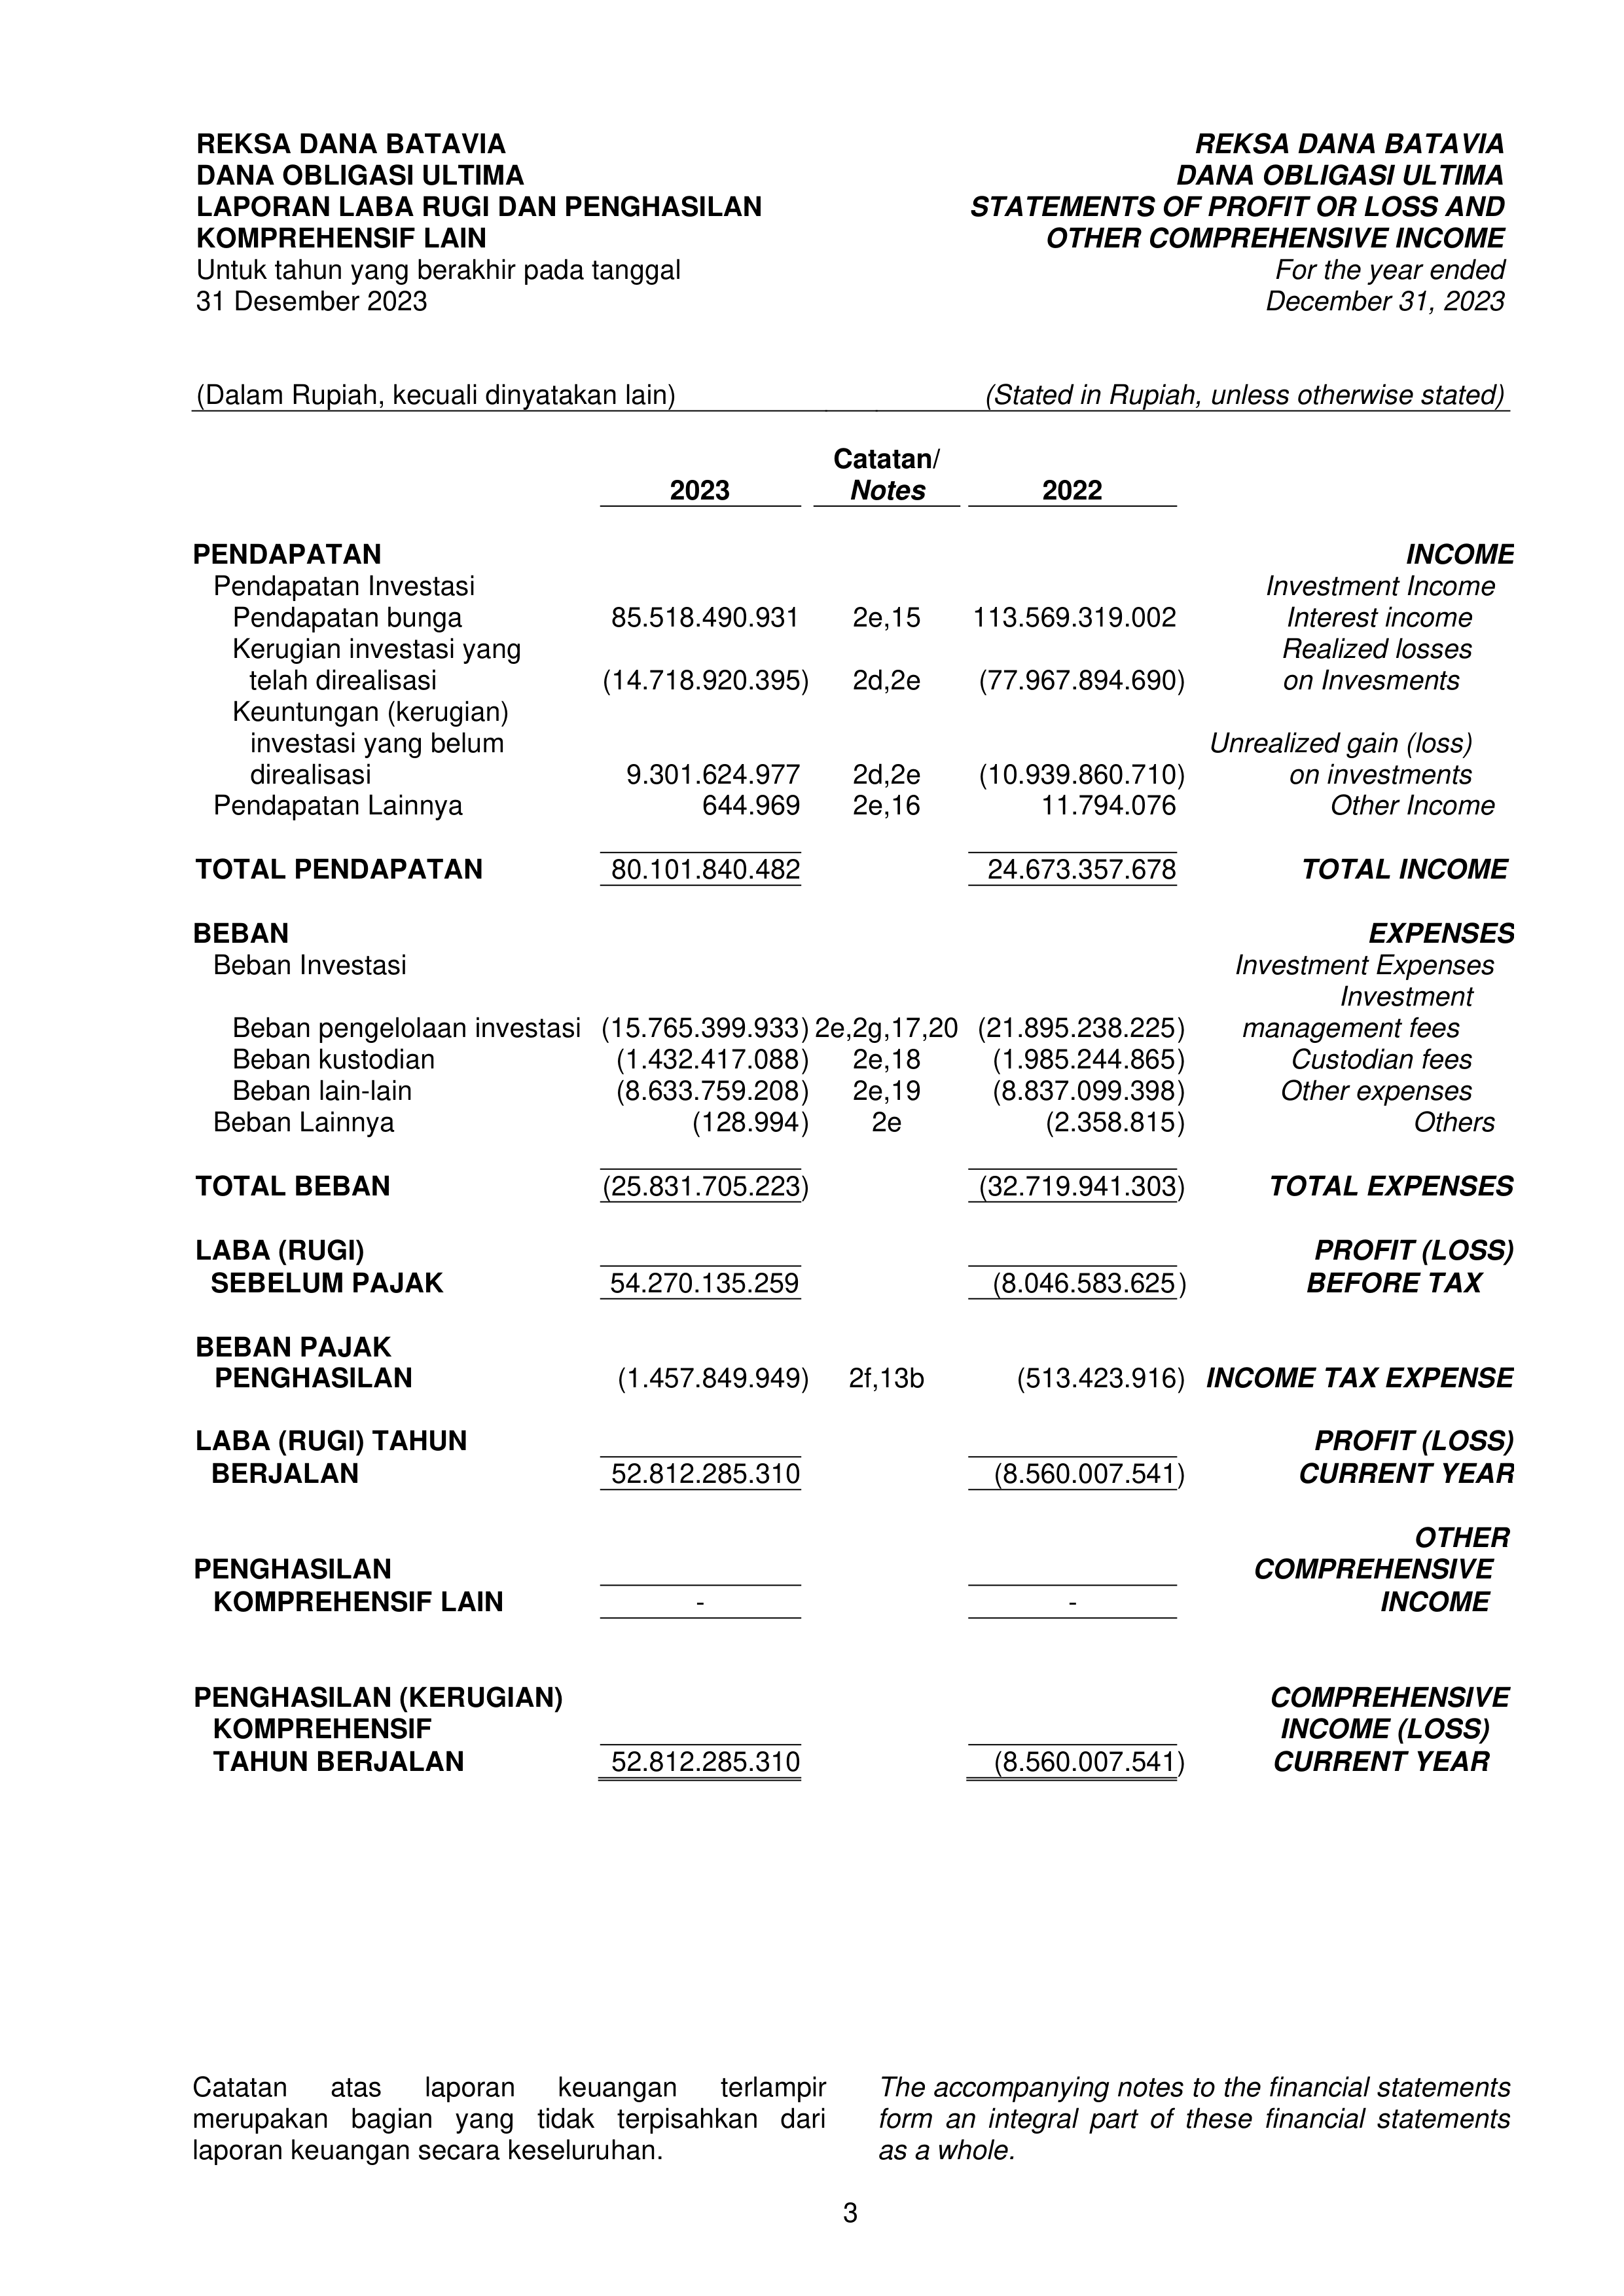 REKSA DANA BATAVIA REKSA DANA BATAVIA
DANA OBLIGASI ULTIMA DANA OBLIGASI ULTIMA
LAPORAN LABA RUGI DAN PENGHASILAN STATEMENTS OF PROFIT OR LOSS AND
KOMPREHENSIF LAIN OTHER COMPREHENSIVE INCOME
Untuk tahun yang berakhir pada tanggal For the year ended
31 Desember 2023 December 31, 2023
(Dalam Rupiah, kecuali dinyatakan lain) (Stated in Rupiah, unless otherwise stated)
Catatan/
2023 Notes 2022
PENDAPATAN INCOME
Pendapatan Investasi Investment Income
Pendapatan bunga 85.518.490.931 2e,15 113.569.319.002 Interest income
Kerugian investasi yang Realized losses
telah direalisasi (14.718.920.395) 2d,2e (77.967.894.690) on Invesments
Keuntungan (kerugian)
investasi yang belum Unrealized gain (loss)
direalisasi 9.301.624.977 2d,2e (10.939.860.710) on investments
Pendapatan Lainnya 644.969 2e,16 11.794.076 Other Income
TOTAL PENDAPATAN 80.101.840.482 24.673.357.678 TOTAL INCOME
BEBAN EXPENSES
Beban Investasi Investment Expenses
Investment
Beban pengelolaan investasi (15.765.399.933) 2e,2g,17,20 (21.895.238.225) management fees
Beban kustodian (1.432.417.088) 2e,18 (1.985.244.865) Custodian fees
Beban lain-lain (8.633.759.208) 2e,19 (8.837.099.398) Other expenses
Beban Lainnya (128.994) 2e (2.358.815) Others
TOTAL BEBAN (25.831.705.223) (32.719.941.303) TOTAL EXPENSES
LABA (RUGI) PROFIT (LOSS)
SEBELUM PAJAK 54.270.135.259 (8.046.583.625) BEFORE TAX
BEBAN PAJAK
PENGHASILAN (1.457.849.949) 2f,13b (513.423.916) INCOME TAX EXPENSE
LABA (RUGI) TAHUN PROFIT (LOSS)
BERJALAN 52.812.285.310 (8.560.007.541) CURRENT YEAR
OTHER
PENGHASILAN COMPREHENSIVE
KOMPREHENSIF LAIN - - INCOME
PENGHASILAN (KERUGIAN) COMPREHENSIVE
KOMPREHENSIF INCOME (LOSS)
TAHUN BERJALAN 52.812.285.310 (8.560.007.541) CURRENT YEAR
Catatan atas laporan keuangan terlampir The accompanying notes to the financial statements
merupakan bagian yang tidak terpisahkan dari form an integral part of these financial statements
laporan keuangan secara keseluruhan. as a whole.
3